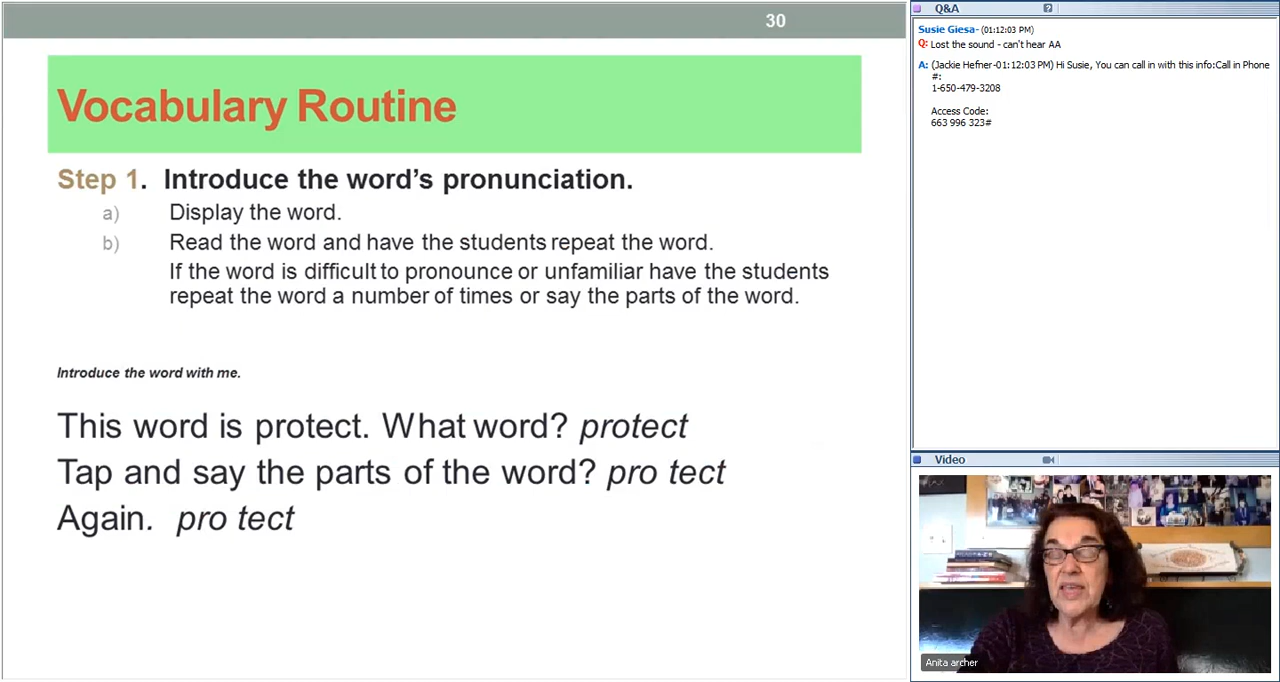 30
Vocabulary Routine
Step 1. Introduce the word's pronunciation.
a) Display the word.
b) Read the word and have the students repeat the word.
If the word is difficult to pronounce or unfamiliar have the students
repeat the word a number of times or say the parts of the word.
Introduce the word with me.
This word is protect. What word? protect
Tap and say the parts of the word? pro tect
Again. pro tect
Q&A
Susie Giesa- (01:12:03 PM)
Q: Lost the sound - can't hear AA
A: (Jackie Hefner-01:12:03 PM) Hi Susie, You can call in with this info:Call in Phone
#:
1-650-479-3208
Access Code:
663 996 323#
Video
Anita archer